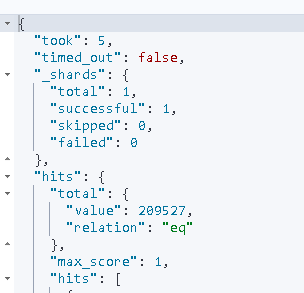 {
"took": 5,
"timed_out": false,
"_shards": {
"total": 1,
"successful": 1,
"skipped": 0,
"failed": 0
},
"hits": {
"total": {
"value": 209527,
"relation": "eq"
},
"max_score": 1,
"hits": [